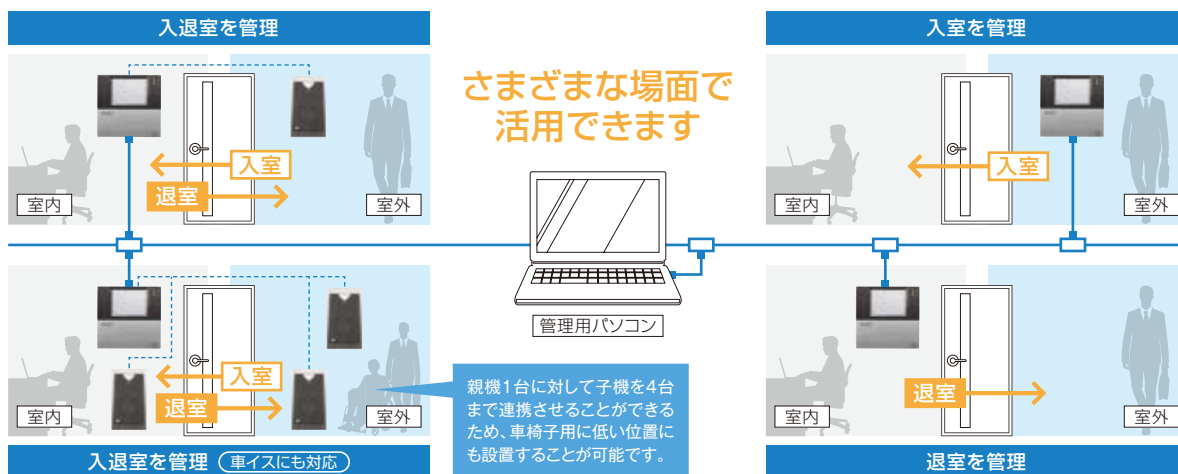 入退室を管理
入室
退室
室内
室外
さまざまな場面で
活用できます
管理用パソコン
入室を管理
入室
室内
室外
入室
退室
室内
室外
入退室を管理 車イスにも対応
親機1台に対して子機を4台
まで連携させることができる
ため、車椅子用に低い位置に
も設置することが可能です。
退室
室内
室外
退室を管理